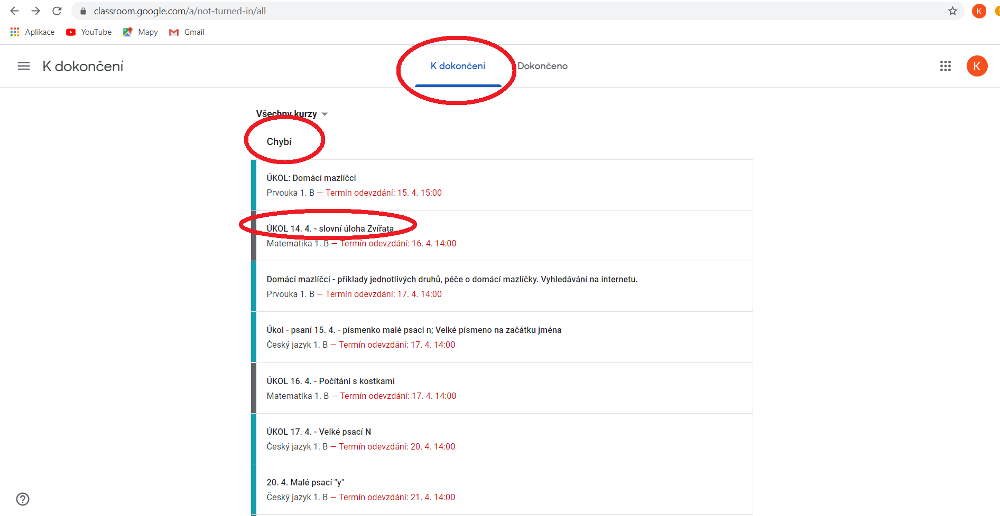 classroom.google.com/a/not-turned-in/all
K
Aplikace YouTube Mapy Gmail
K dokončení K dokončení Dokončeno K
Všechny kurzy
Chybí
ÚKOL: Domácí mazlíčci
Prvouka 1. B — Termín odevzdání: 15. 4. 15:00
ÚKOL 14. 4. - slovní úloha Zvířata
Matematika 1. B — Termín odevzdání: 16. 4. 14:00
Domácí mazlíčci - příklady jednotlivých druhů, péče o domácí mazlíčky. Vyhledávání na internetu.
Prvouka 1. B — Termín odevzdání: 17. 4. 14:00
Úkol - psaní 15. 4. - písmenko malé psací n; Velké písmeno na začátku jména
Český jazyk 1. B — Termín odevzdání: 17. 4. 14:00
ÚKOL 16. 4. - Počítání s kostkami
Matematika 1. B — Termín odevzdání: 17. 4. 14:00
ÚKOL 17. 4. - Velké psací N
Český jazyk 1. B — Termín odevzdání: 20. 4. 14:00
20. 4. Malé psací "y"
Český jazyk 1. B — Termín odevzdání: 21. 4. 14:00